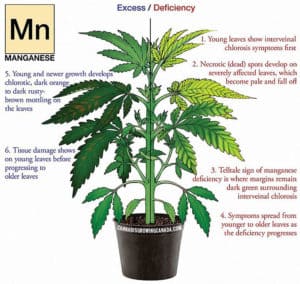 Mn
MANGANESE
Excess / Deficiency
1. Young leaves show interveinal
chlorosis symptoms first
2. Necrotic (dead) spots develop on
severely affected leaves, which
become pale and fall off
5. Young and newer growth develops
chlorotic, dark orange
to dark rusty-
brown mottling on
the leaves
6. Tissue damage shows
on young leaves before
progressing to
older leaves
3. Telltale sign of manganese
deficiency is where margins remain
dark green surrounding
interveinal chlorosis
4. Symptoms spread from
younger to older leaves as
the deficiency progresses
CANNABISGROWINGCANADA.COM